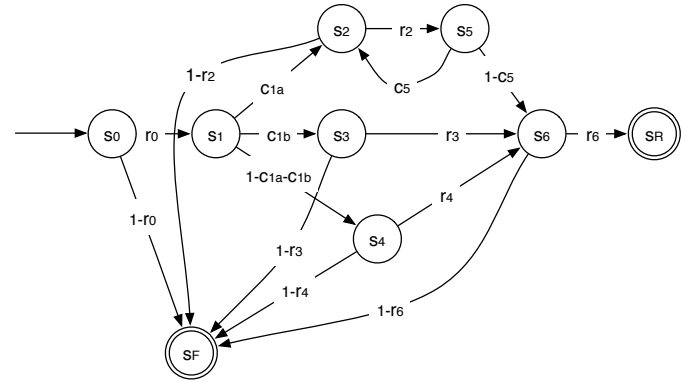 S2 r2 S5
1-r2
C1a C5 1-C5
S0 r0 S1 C1b S3 r3 S6 r6 SR
1-C1a-C1b
1-r0 r4
S4
1-r3
1-r4
1-r6
SF